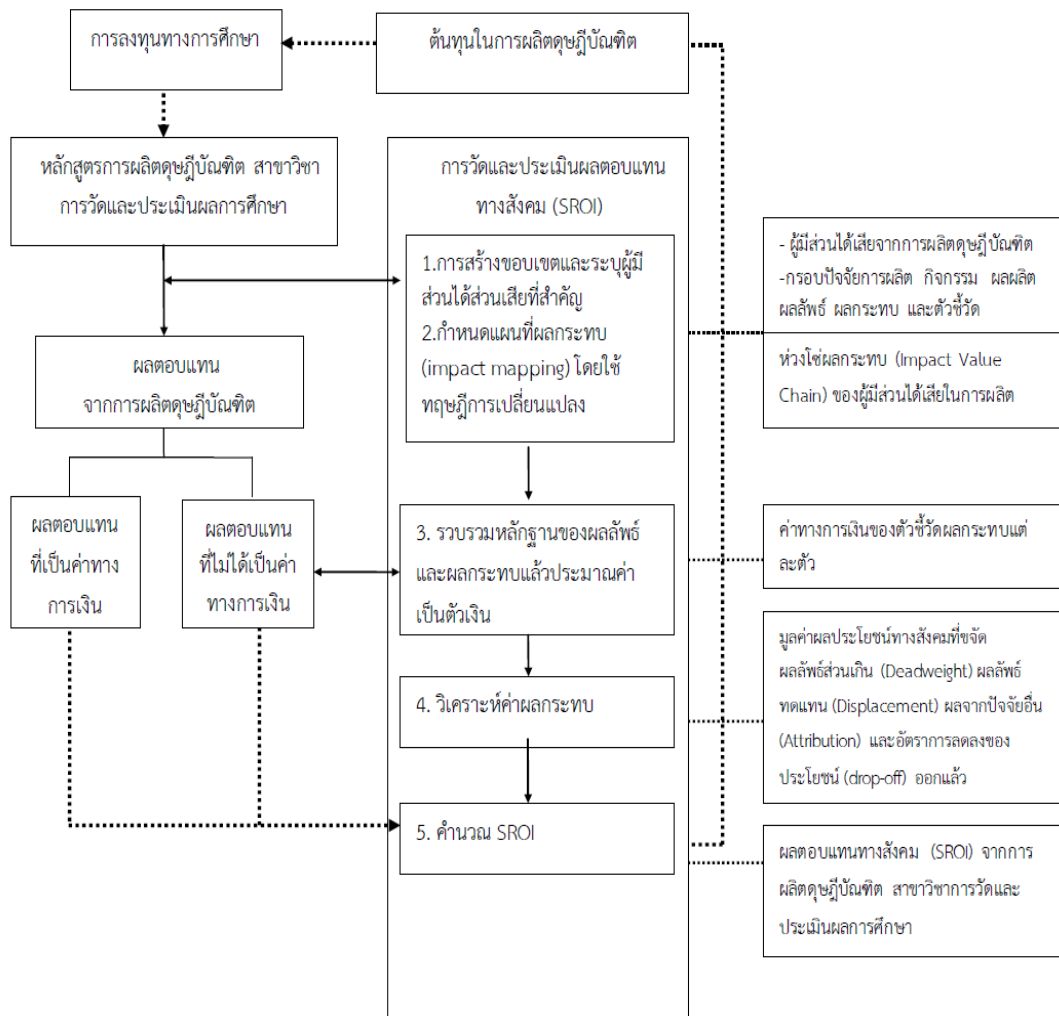 การลงทุนทางการศึกษา
ต้นทุนในการผลิตดุษฎีบัณฑิต
หลักสูตรการผลิตดุษฎีบัณฑิต สาขาวิชา
การวัดและประเมินผลการศึกษา
ผลตอบแทน
จากการผลิตดุษฎีบัณฑิต
ผลตอบแทน
ที่เป็นค่าทาง
การเงิน
ผลตอบแทน
ที่ไม่ได้เป็นค่า
ทางการเงิน
การวัดและประเมินผลตอบแทน
ทางสังคม (SROI)
1.การสร้างขอบเขตและระบุผู้มี
ส่วนได้ส่วนเสียที่สำคัญ
2.กำหนดแผนที่ผลกระทบ
(impact mapping) โดยใช้
ทฤษฎีการเปลี่ยนแปลง
3. รวบรวมหลักฐานของผลลัพธ์
และผลกระทบแล้วประมาณค่า
เป็นตัวเงิน
4. วิเคราะห์ค่าผลกระทบ
5. คำนวณ SROI
- ผู้มีส่วนได้เสียจากการผลิตดุษฎีบัณฑิต
-กรอบปัจจัยการผลิต กิจกรรม ผลผลิต
ผลลัพธ์ ผลกระทบ และตัวชี้วัด
ห่วงโซ่ผลกระทบ (Impact Value
Chain) ของผู้มีส่วนได้เสียในการผลิต
ค่าทางการเงินของตัวชี้วัดผลกระทบแต่
ละตัว
มูลค่าผลประโยชน์ทางสังคมที่ขจัด
ผลลัพธ์ส่วนเกิน (Deadweight) ผลลัพธ์
ทดแทน (Displacement) ผลจากปัจจัยอื่น
(Attribution) และอัตราการลดลงของ
ประโยชน์ (drop-off) ออกแล้ว
ผลตอบแทนทางสังคม (SROI) จากการ
ผลิตดุษฎีบัณฑิต สาขาวิชาการวัดและ
ประเมินผลการศึกษา